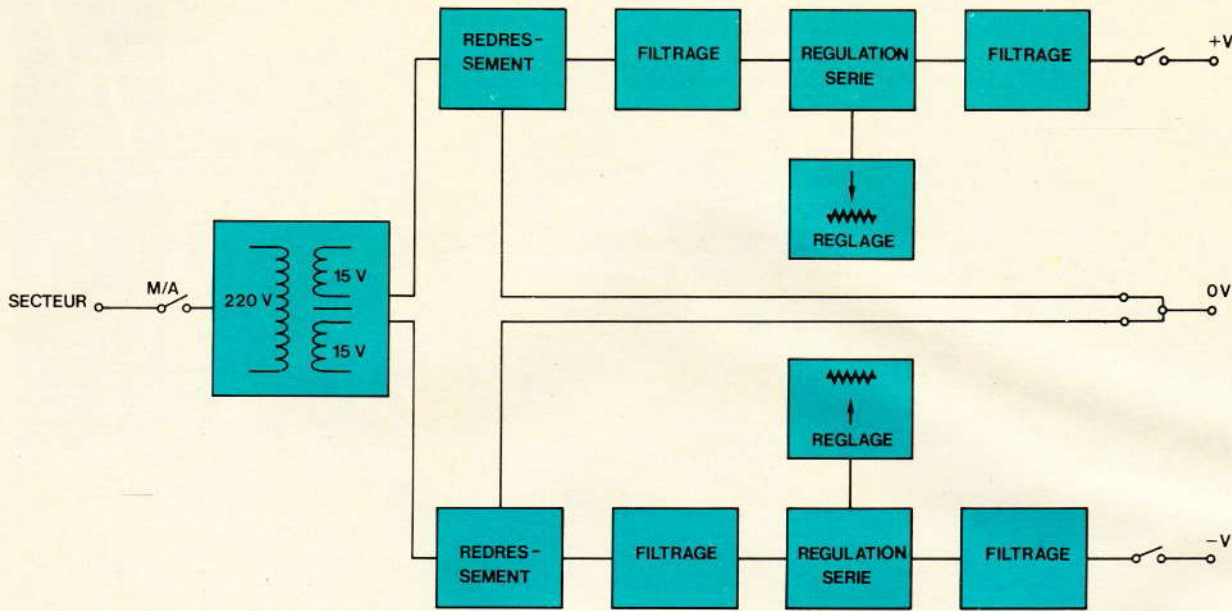 REDRES-
SEMENT
FILTRAGE
REGULATION
SERIE
FILTRAGE
+V
REGLAGE
SECTEUR
M/A
220 V
15 V
15 V
0V
REGLAGE
REDRES-
SEMENT
FILTRAGE
REGULATION
SERIE
FILTRAGE
-V